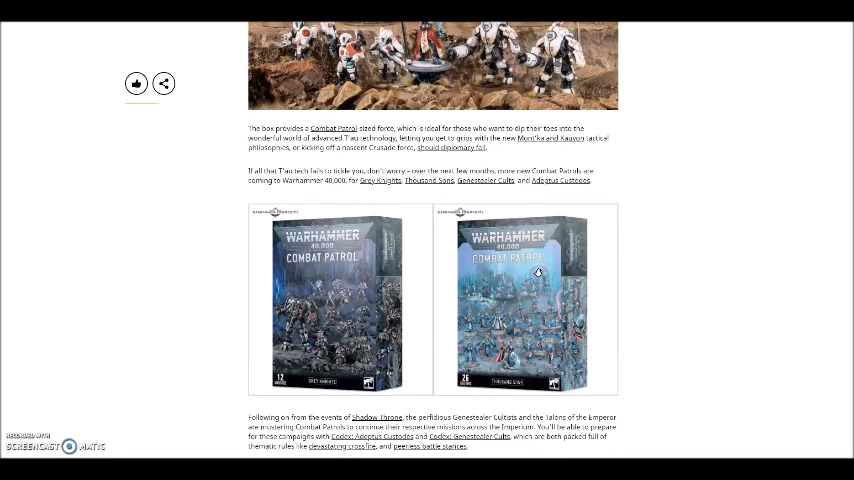 The box provides a Combat Patrol-sized force, which is ideal for those who want to dip their toes into the
wonderful world of advanced T'au technology, letting you get to grips with the new Mont'ka and Kauyon tactical
philosophies, or kicking off a nascent Crusade force, should diplomacy fail.
If all that T'au tech fails to tickle you, don't worry – over the next few months, more new Combat Patrols are
coming to Warhammer 40,000, for Grey Knights, Thousand Sons, Genestealer Cults, and Adeptus Custodes.
WARHAMMER
40,000
COMBAT PATROL
12
GREY KNIGHTS
WARHAMMER
40,000
COMBAT PATROL
26
THOUSAND SONS
Following on from the events of Shadow Throne, the perfidious Genestealer Cultists and the Talons of the Emperor
are mustering Combat Patrols to continue their respective missions across the Imperium. You'll be able to prepare
for these campaigns with Codex: Adeptus Custodes and Codex: Genestealer Cults, which are both packed full of
thematic rules like devastating crossfire, and peerless battle stances.
RECORDED WITH
SCREENCAST MATIC